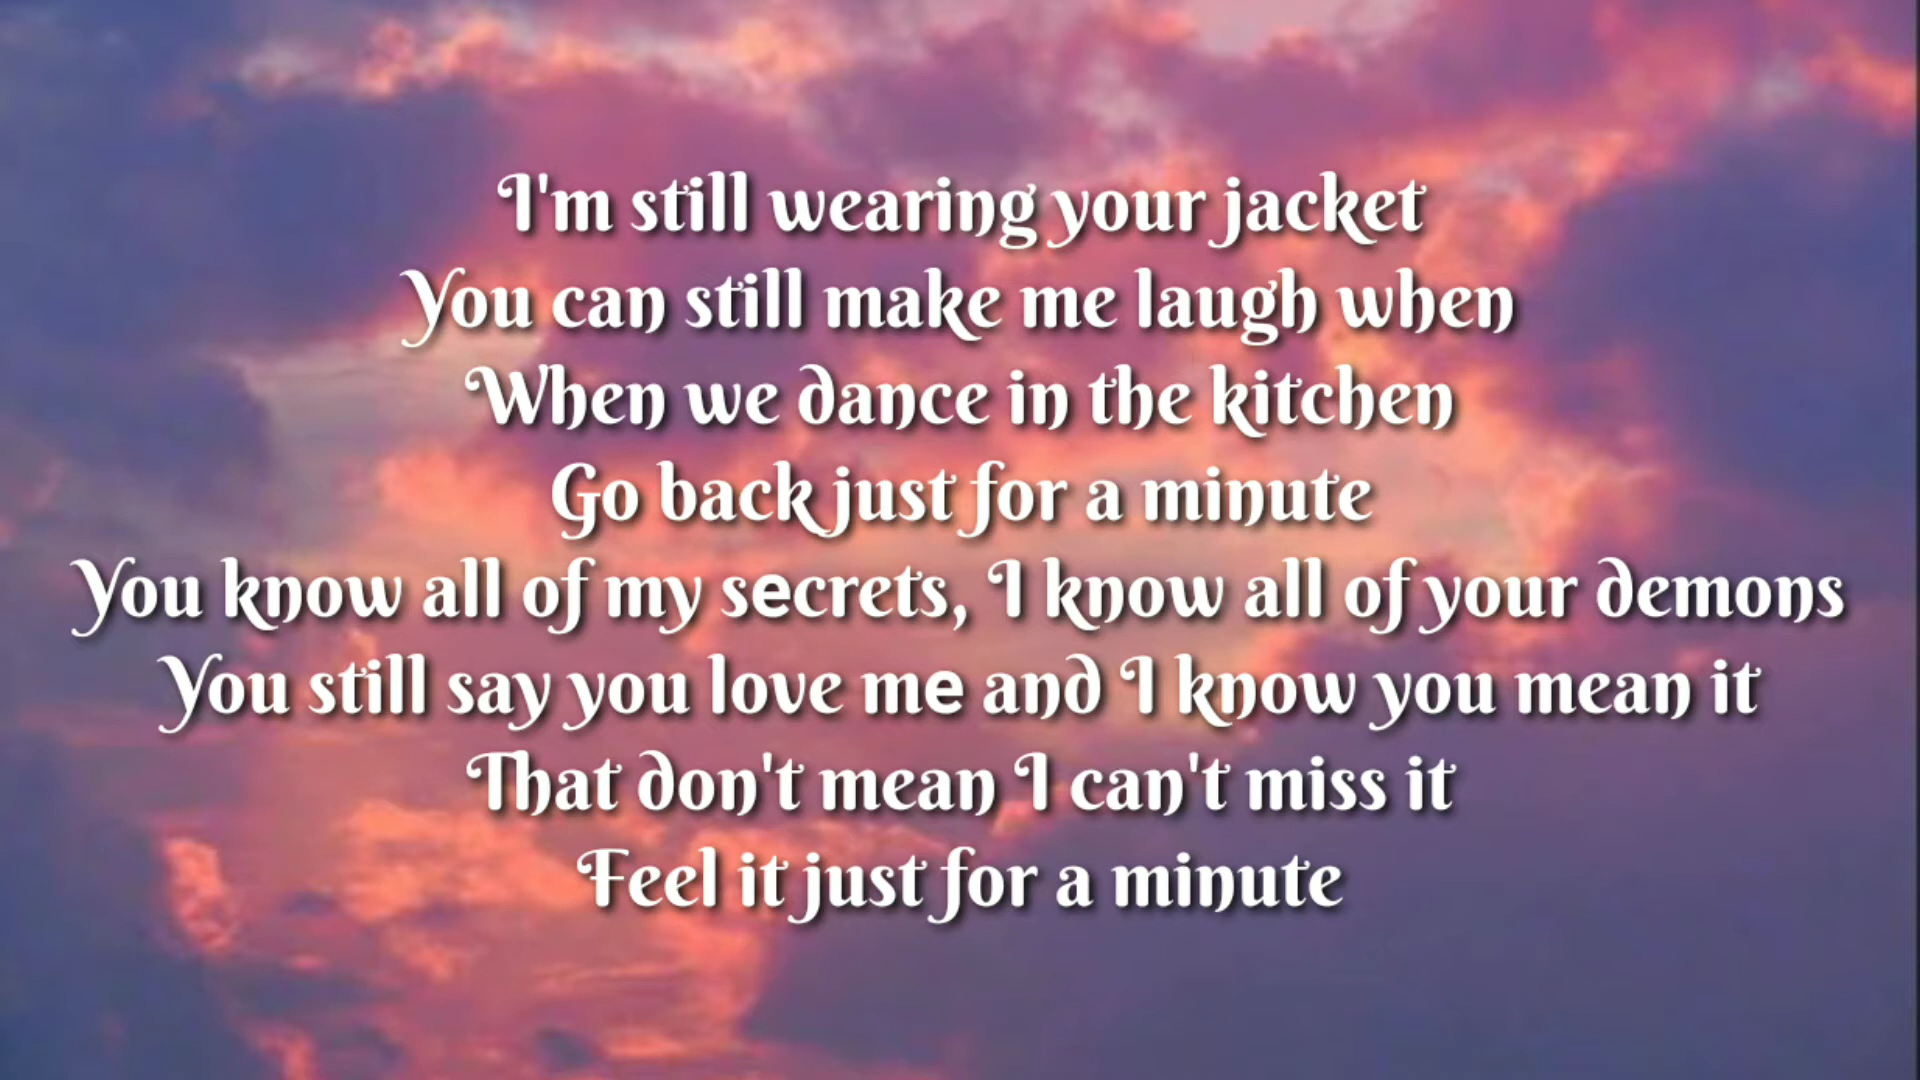 I'm still wearing your jacket
You can still make me laugh when
When we dance in the kitchen
Go back just for a minute
You know all of my secrets, I know all of your demons
You still say you love me and I know you mean it
That don't mean I can't miss it
Feel it just for a minute